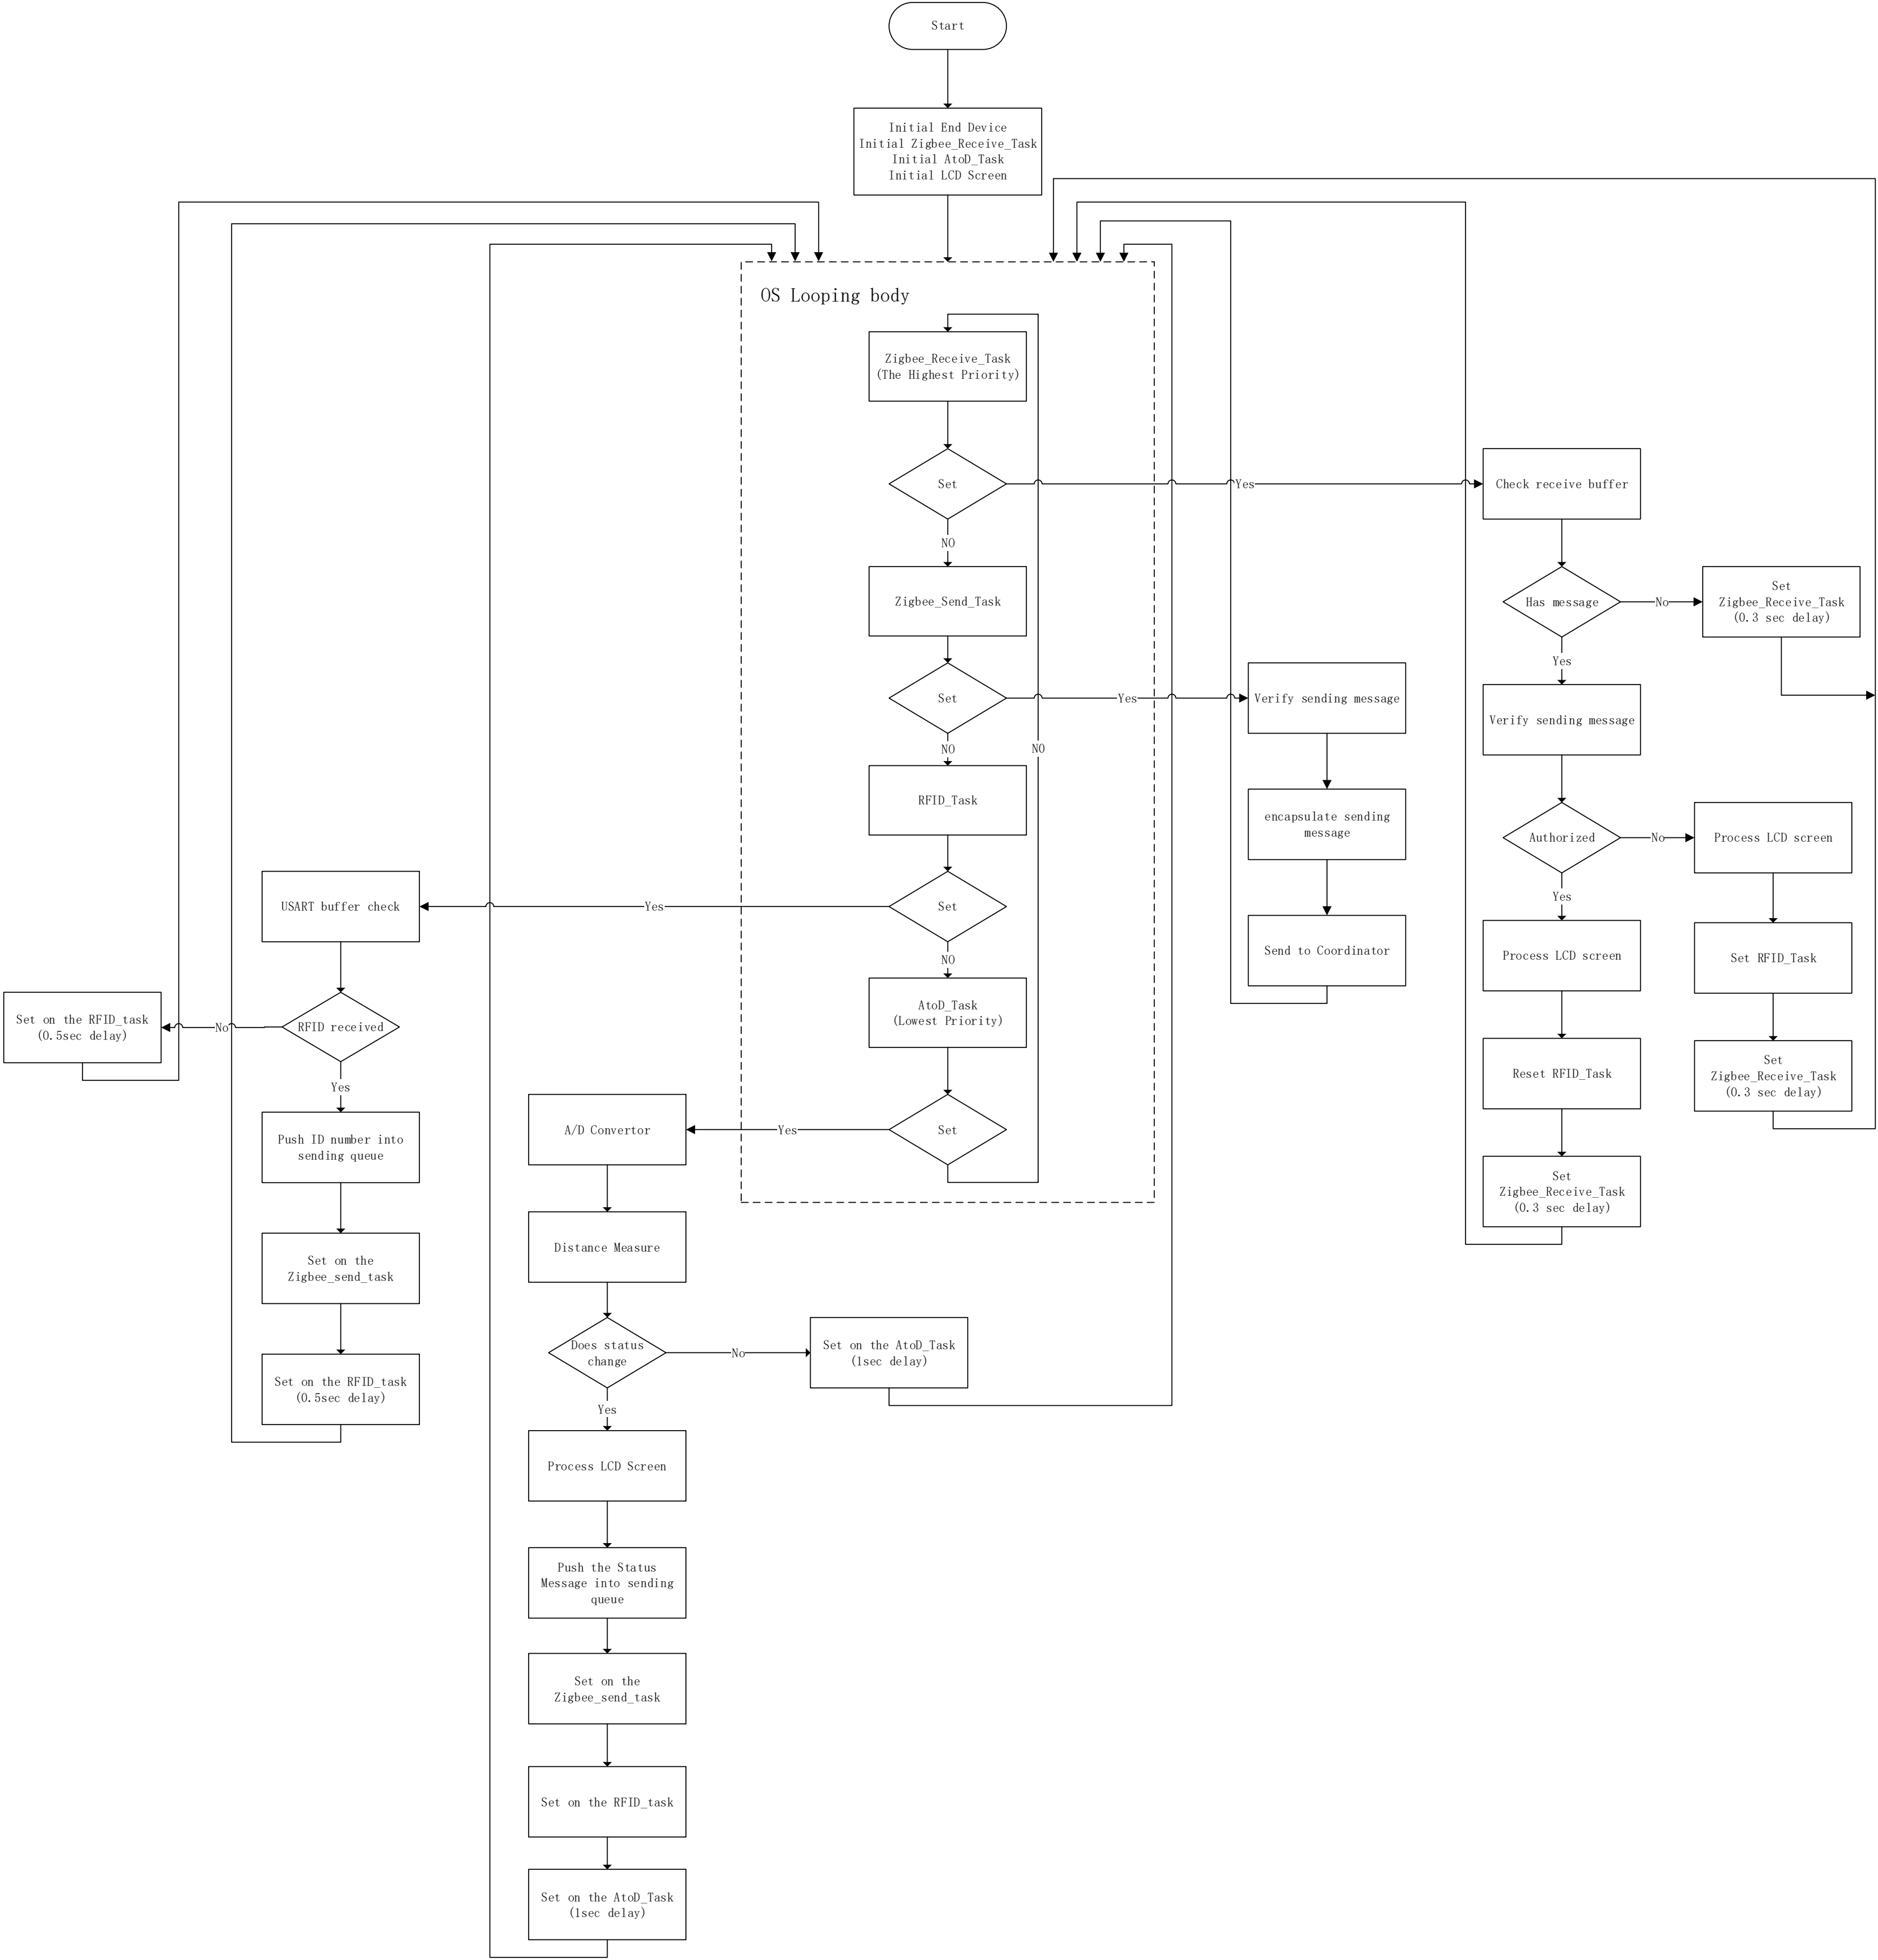 Start
Initial End Device
Initial Zigbee_Receive_Task
Initial AtoD_Task
Initial LCD Screen
OS Looping body
Zigbee_Receive_Task
(The Highest Priority)
Set
Yes
NO
Zigbee_Send_Task
Set
Yes
NO
NO
RFID_Task
Set
Yes
NO
AtoD_Task
(Lowest Priority)
Set
Yes
Check receive buffer
Has message
No
Set
Zigbee_Receive_Task
(0.3 sec delay)
Yes
Verify sending message
Authorized
No
Process LCD screen
Set RFID_Task
Set
Zigbee_Receive_Task
(0.3 sec delay)
Yes
Process LCD screen
Reset RFID_Task
Set
Zigbee_Receive_Task
(0.3 sec delay)
Verify sending message
encapsulate sending
message
Send to Coordinator
USART buffer check
RFID received
No
Set on the RFID_task
(0.5sec delay)
Yes
Push ID number into
sending queue
Set on the
Zigbee_send_task
Set on the RFID_task
(0.5sec delay)
A/D Convertor
Distance Measure
Does status
change
No
Set on the AtoD_Task
(1sec delay)
Yes
Process LCD Screen
Push the Status
Message into sending
queue
Set on the
Zigbee_send_task
Set on the RFID_task
Set on the AtoD_Task
(1sec delay)